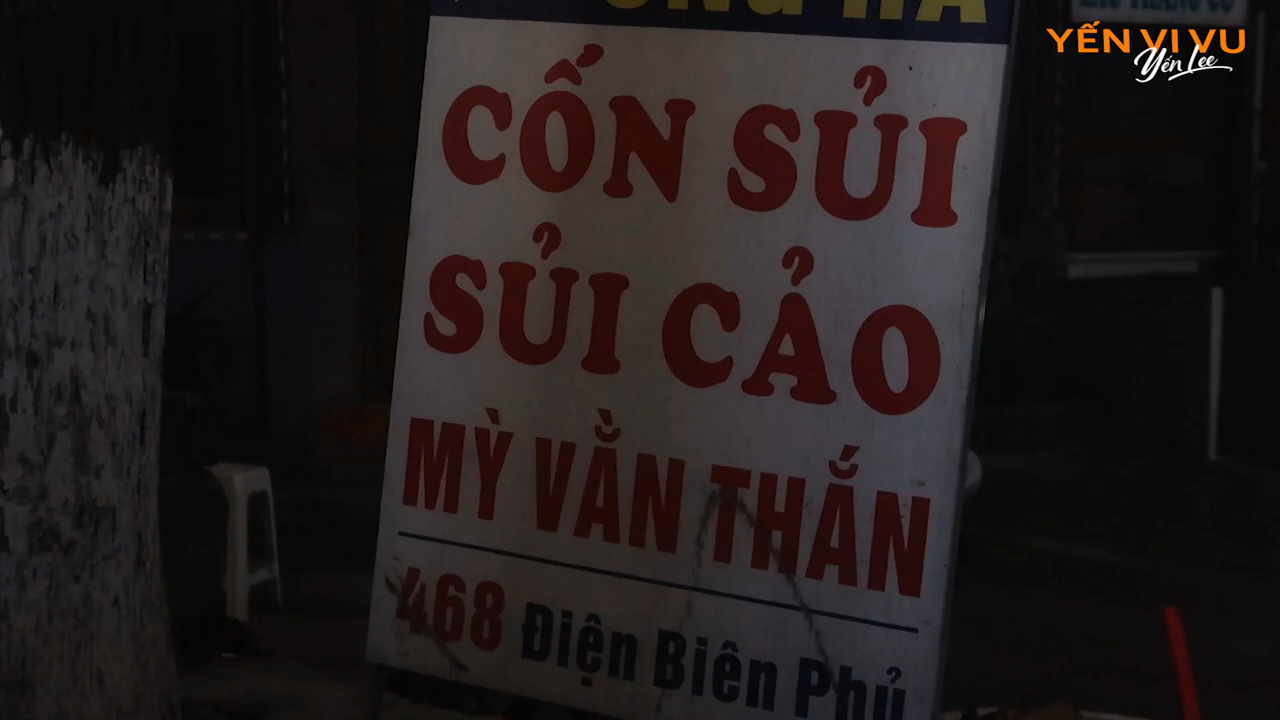 YẾN VI VU
Yến Lee
CỐN SỦI
SỦI CẢO
MỲ VẰN THẮN
468 Điện Biên Phủ